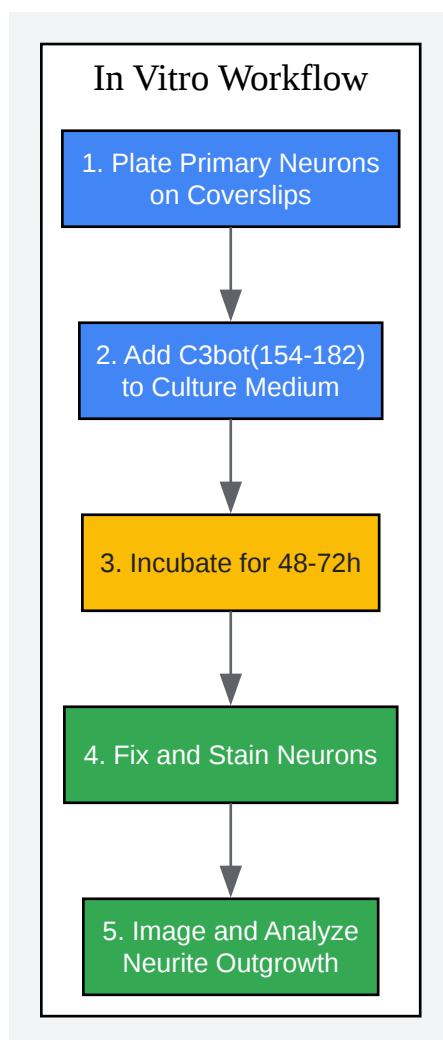 In Vitro Workflow
1. Plate Primary Neurons
on Coverslips
2. Add C3bot(154-182)
to Culture Medium
3. Incubate for 48-72h
4. Fix and Stain Neurons
5. Image and Analyze
Neurite Outgrowth